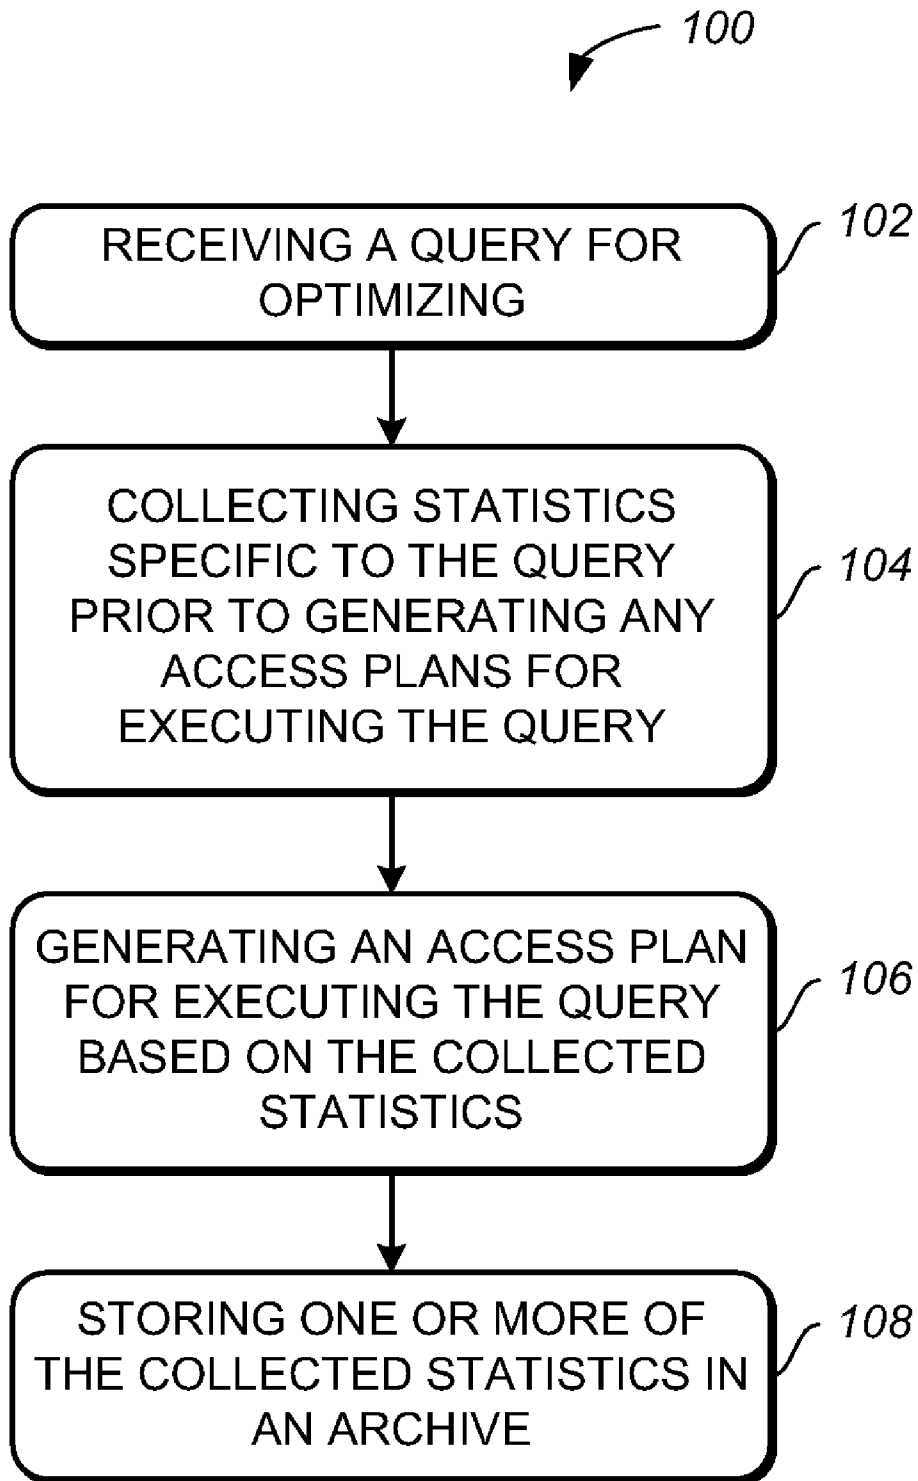 100
RECEIVING A QUERY FOR
OPTIMIZING
102
COLLECTING STATISTICS
SPECIFIC TO THE QUERY
PRIOR TO GENERATING ANY
ACCESS PLANS FOR
EXECUTING THE QUERY
104
GENERATING AN ACCESS PLAN
FOR EXECUTING THE QUERY
BASED ON THE COLLECTED
STATISTICS
106
STORING ONE OR MORE OF
THE COLLECTED STATISTICS IN
AN ARCHIVE
108